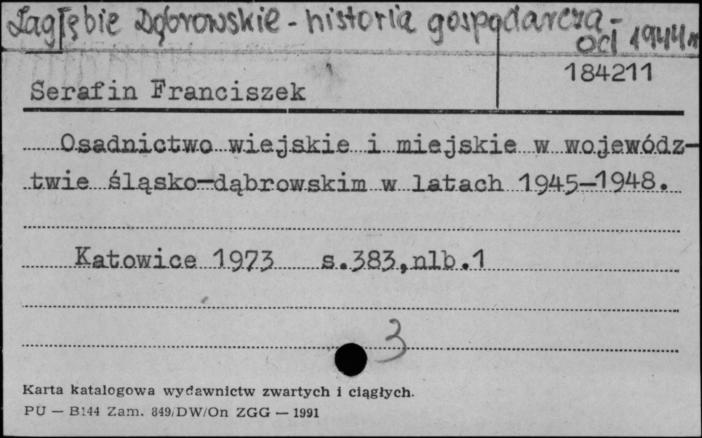 Zagłębie Dąbrowskie - historia gospodarcza -
od 1944 r
184211
Serafin Franciszek
Osadnictwo wiejskie i miejskie w wojewódz-
twie śląsko-dąbrowskim w latach 1945-1948.
Katowice 1973 s.383,nlb.1
3
Karta katalogowa wydawnictw zwartych i ciągłych.
PU — B144 Zam. 849/DW/On ZGG — 1991